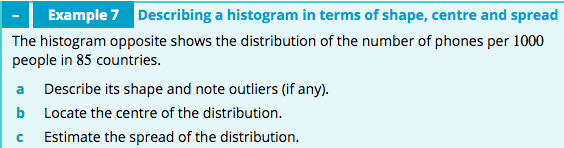 - Example 7 Describing a histogram in terms of shape, centre and spread
The histogram opposite shows the distribution of the number of phones per 1000
people in 85 countries.
a Describe its shape and note outliers (if any).
b Locate the centre of the distribution.
c Estimate the spread of the distribution.